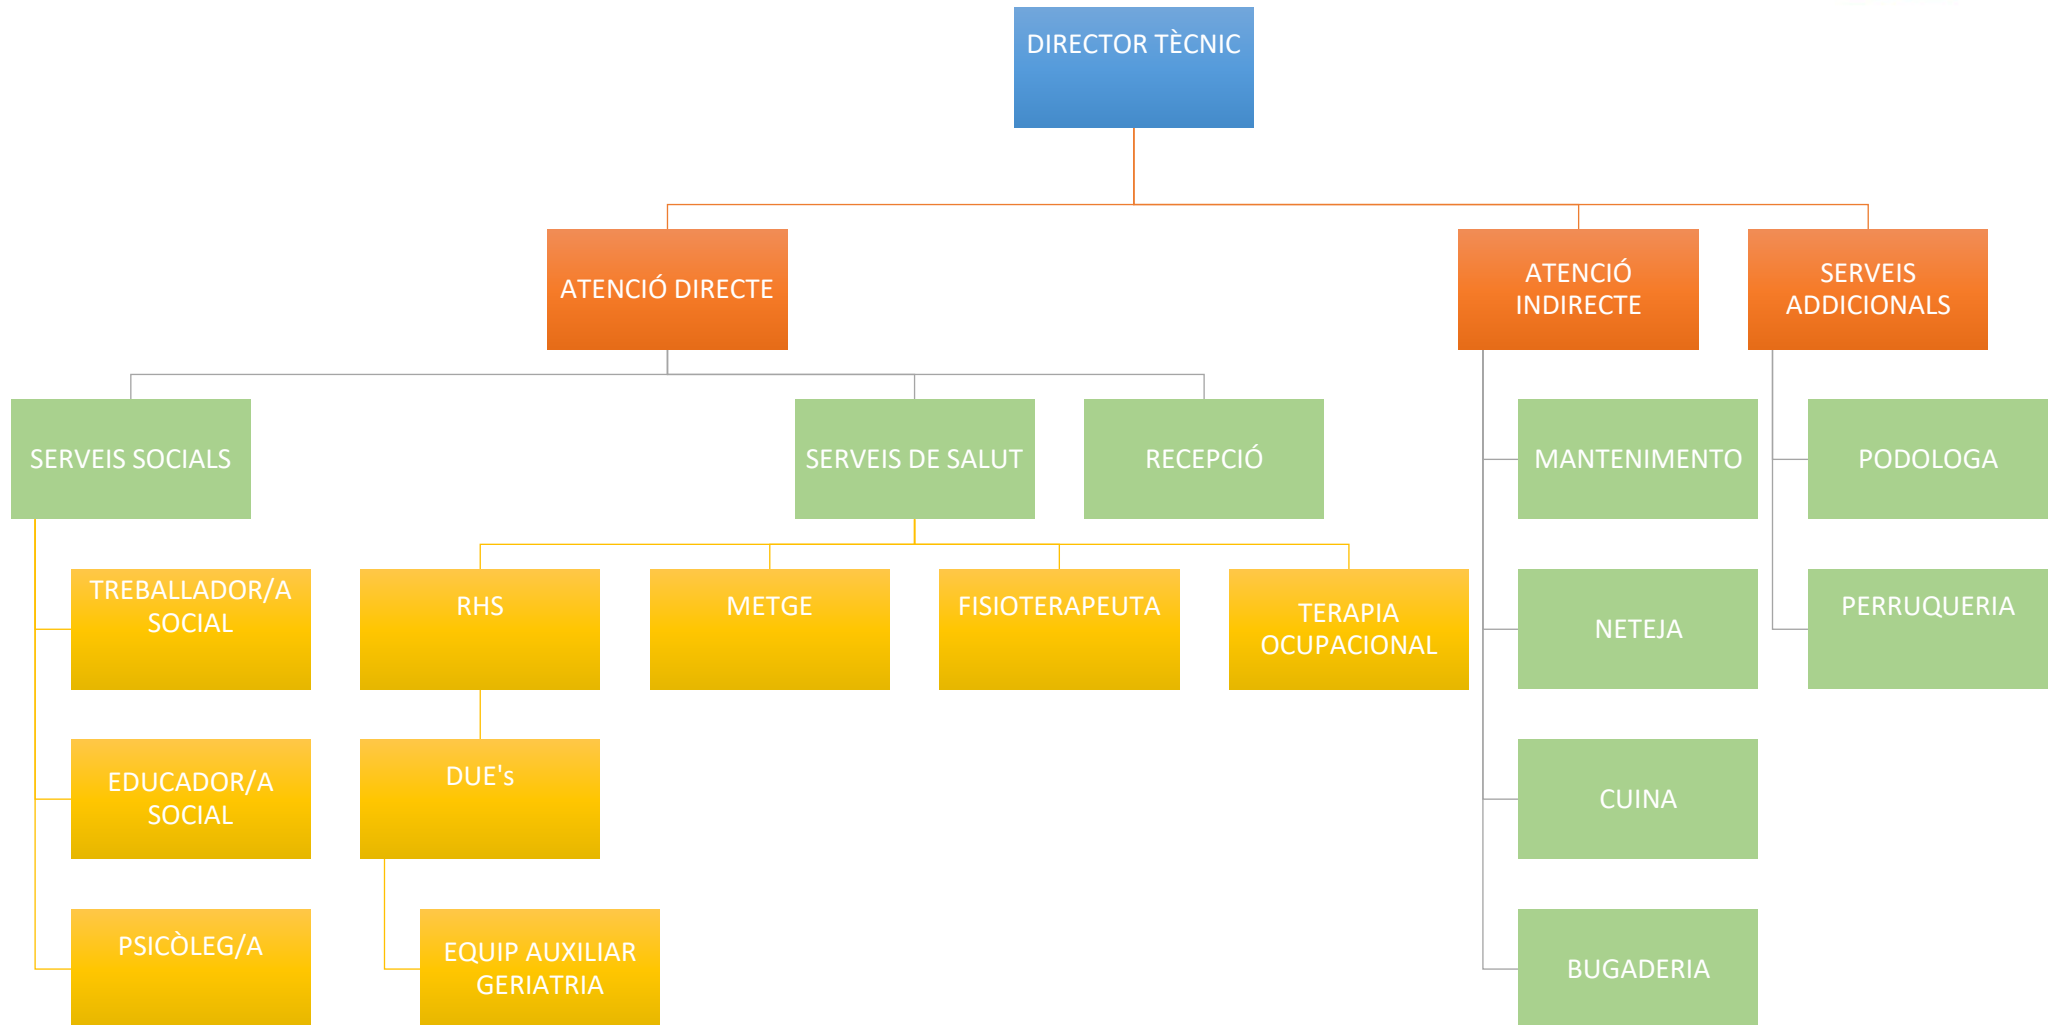 DIRECTOR TÈCNIC
ATENCIÓ DIRECTE
ATENCIÓ
INDIRECTE
SERVEIS
ADDICIONALS
SERVEIS SOCIALS
SERVEIS DE SALUT
RECEPCIÓ
MANTENIMENTO
PODOLOGA
TREBALLADOR/A
SOCIAL
RHS
METGE
FISIOTERAPEUTA
TERAPIA
OCUPACIONAL
NETEJA
PERRUQUERIA
EDUCADOR/A
SOCIAL
DUE's
CUINA
PSICÒLEG/A
EQUIP AUXILIAR
GERIATRIA
BUGADERIA